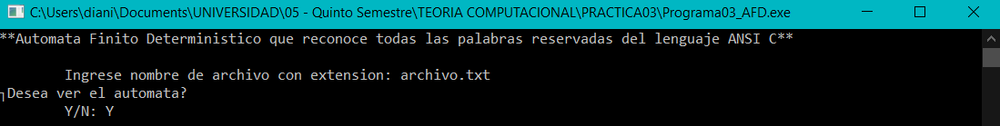 C:\Users\diani\Documents\UNIVERSIDAD\05 - Quinto Semestre\TEORIA COMPUTACIONAL\PRACTICA03\Programa03_AFD.exe
**Automata Finito Deterministico que reconoce todas las palabras reservadas del lenguaje ANSI C**
Ingrese nombre de archivo con extension: archivo.txt
┐Desea ver el automata?
Y/N: Y